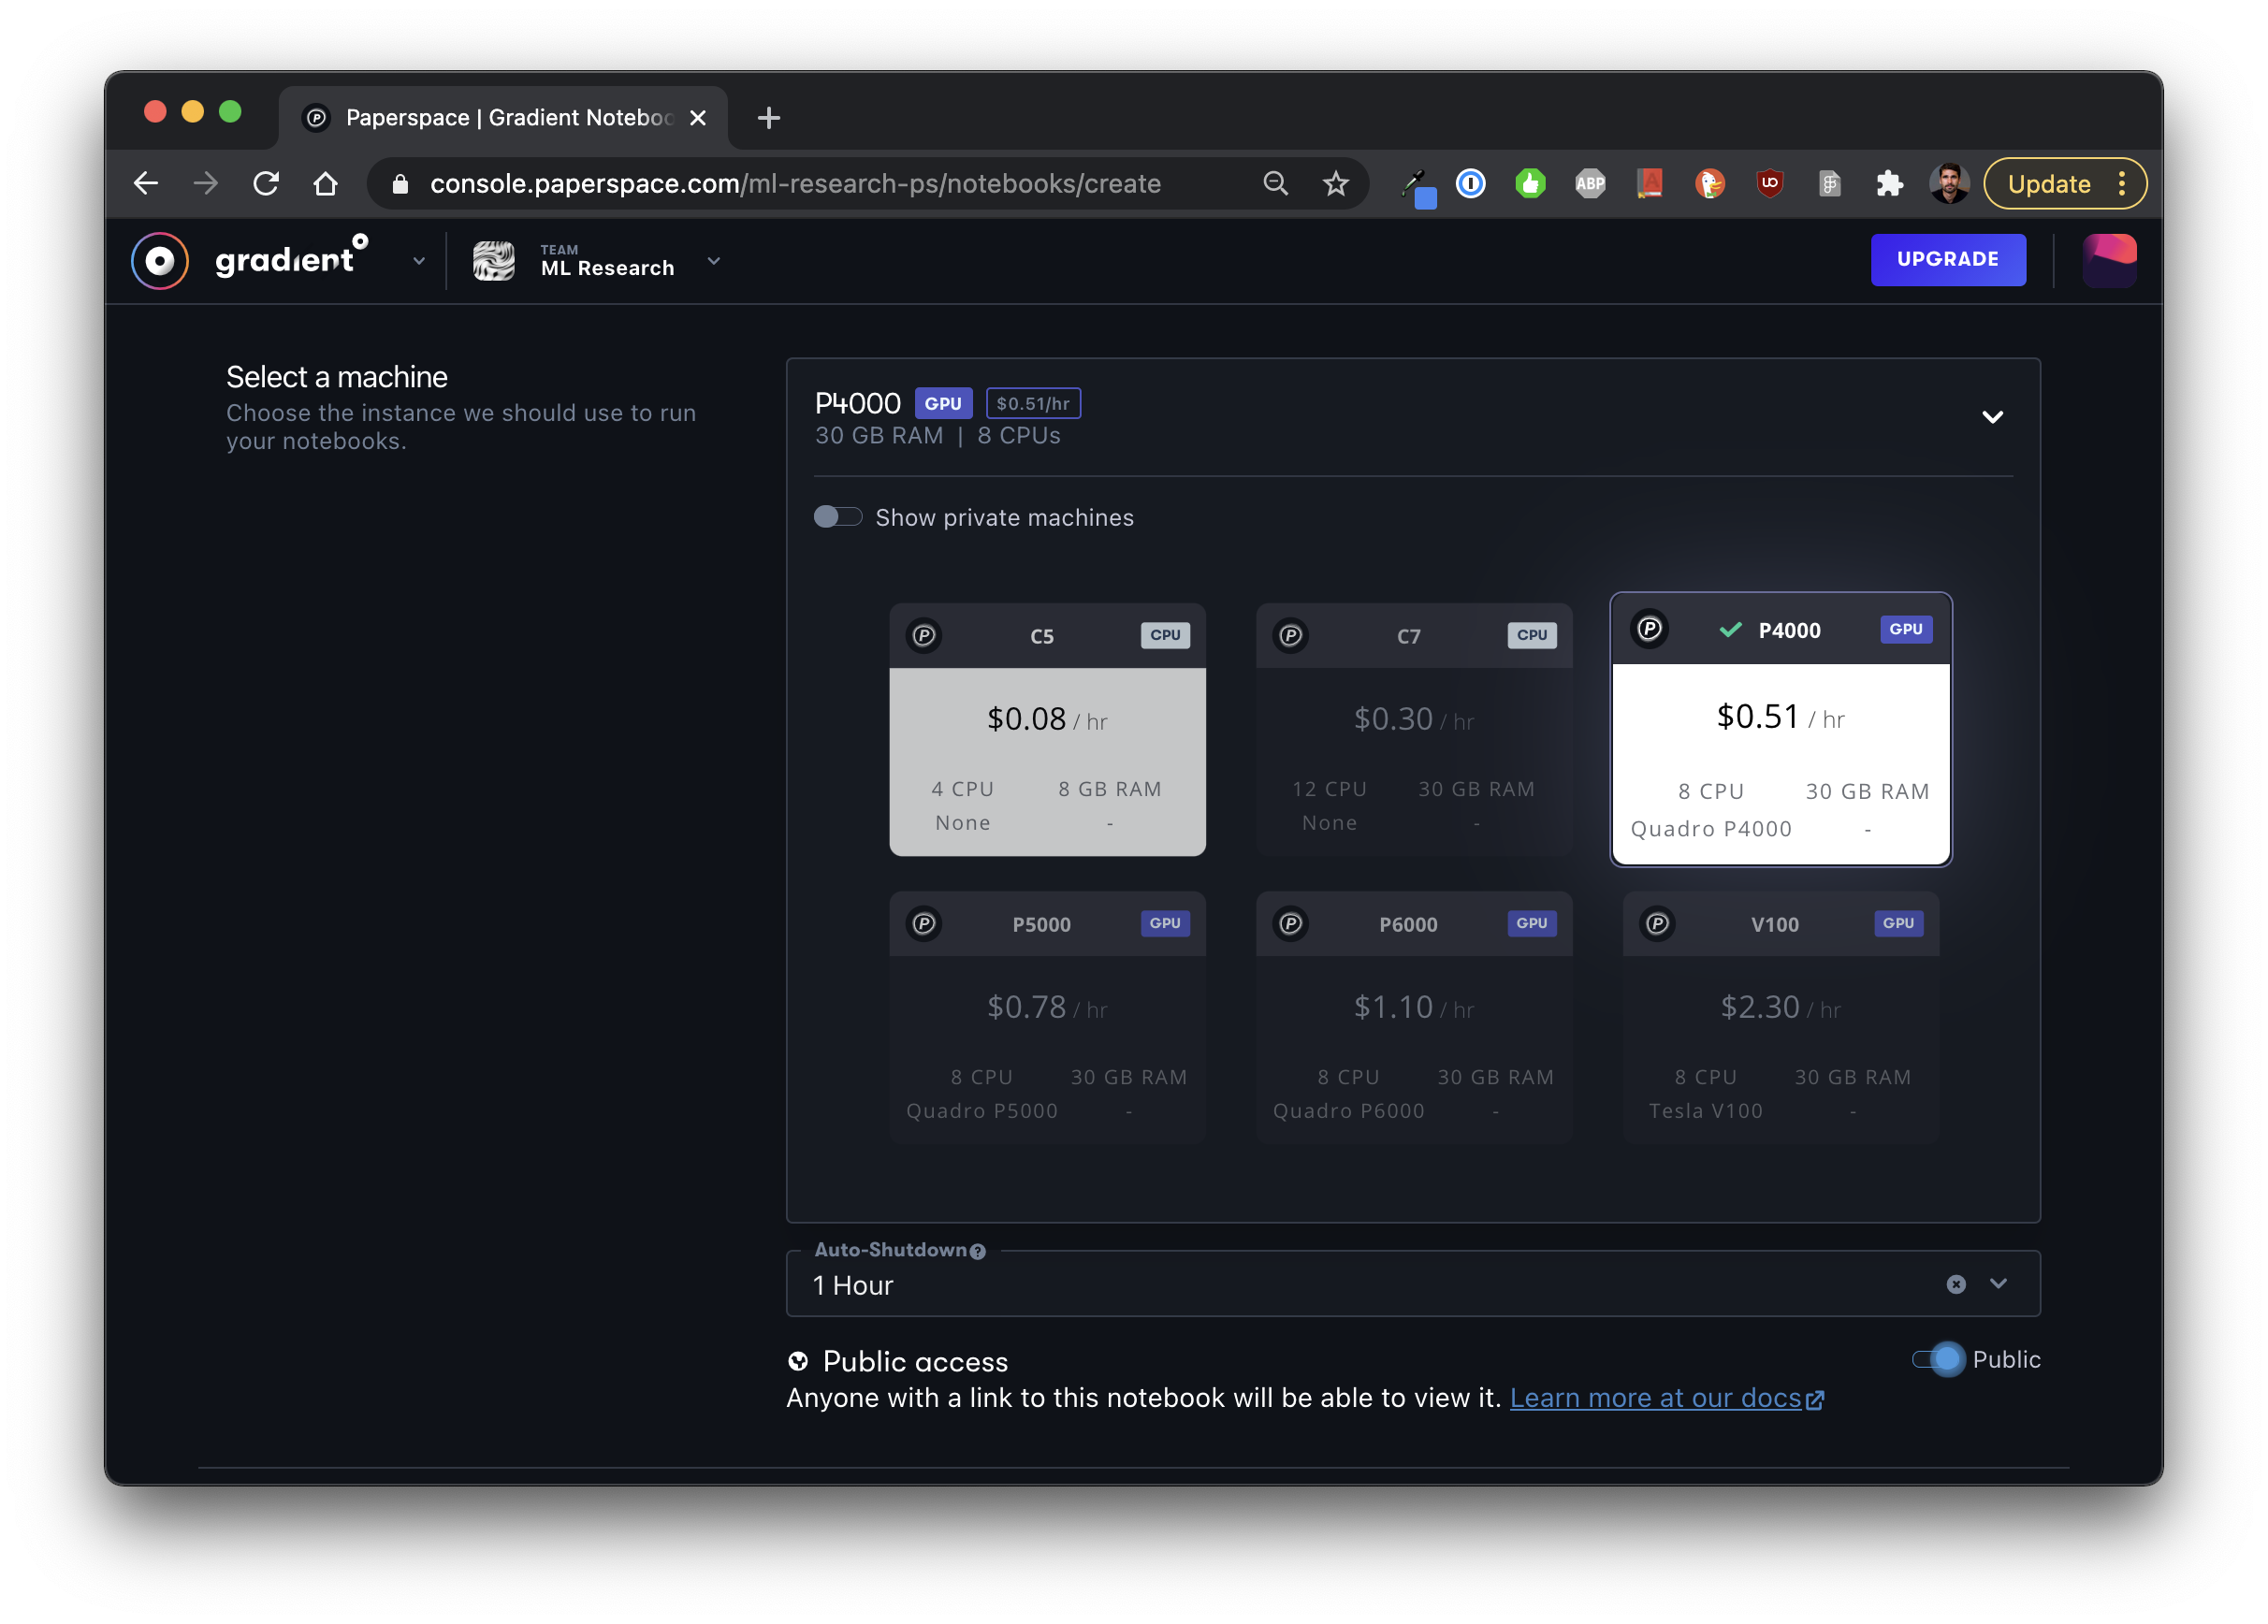 Paperspace | Gradient Noteboo
console.paperspace.com/ml-research-ps/notebooks/create
ABP
Update
gradient
TEAM
ML Research
UPGRADE
Select a machine
Choose the instance we should use to run
your notebooks.
P4000 GPU $0.51/hr
30 GB RAM | 8 CPUs
Show private machines
C5 CPU
$0.08 / hr
4 CPU 8 GB RAM
None -
C7 CPU
$0.30 / hr
12 CPU 30 GB RAM
None -
P4000 GPU
$0.51 / hr
8 CPU 30 GB RAM
Quadro P4000 -
P5000 GPU
$0.78 / hr
8 CPU 30 GB RAM
Quadro P5000 -
P6000 GPU
$1.10 / hr
8 CPU 30 GB RAM
Quadro P6000 -
V100 GPU
$2.30 / hr
8 CPU 30 GB RAM
Tesla V100 -
Auto-Shutdown
1 Hour
Public access
Public
Anyone with a link to this notebook will be able to view it. Learn more at our docs